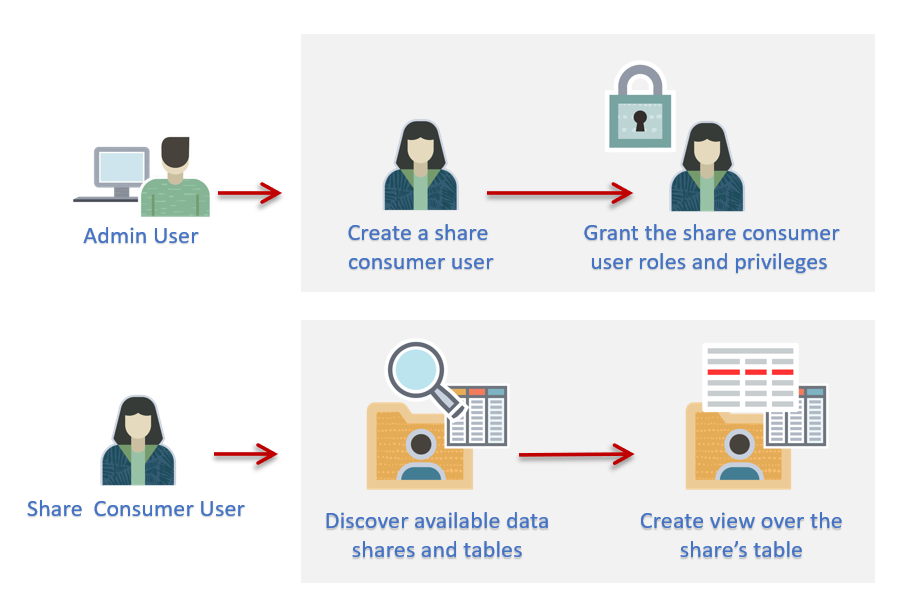 Admin User
Create a share
consumer user
Grant the share consumer
user roles and privileges
Share  Consumer User
Discover available data
shares and tables
Create view over the
share’s table